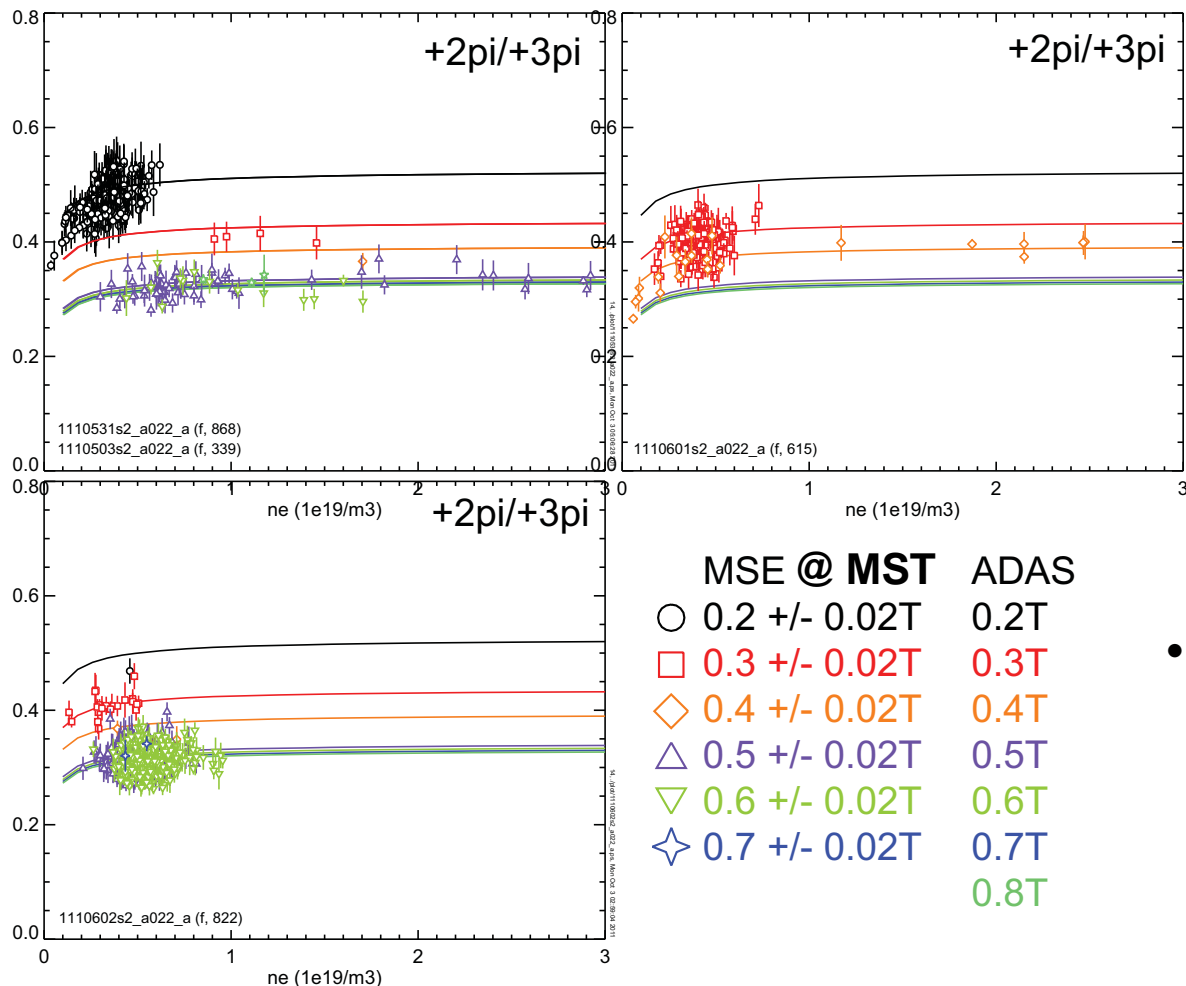 +2pi/+3pi
0.8
0.6
0.4
0.2
0.0
1110531s2_a022_a (f, 868)
1110503s2_a022_a (f, 339)
1
2
3
ne (1e19/m3)
+2pi/+3pi
0.8
0.6
0.4
0.2
0.0
1110601s2_a022_a (f, 615)
0
1
2
3
ne (1e19/m3)
+2pi/+3pi
0.8
0.6
0.4
0.2
0.0
1110602s2_a022_a (f, 822)
0
1
2
3
ne (1e19/m3)
MSE @ MST ADAS
0.2 +/- 0.02T 0.2T
0.3 +/- 0.02T 0.3T
0.4 +/- 0.02T 0.4T
0.5 +/- 0.02T 0.5T
0.6 +/- 0.02T 0.6T
0.7 +/- 0.02T 0.7T
0.8T